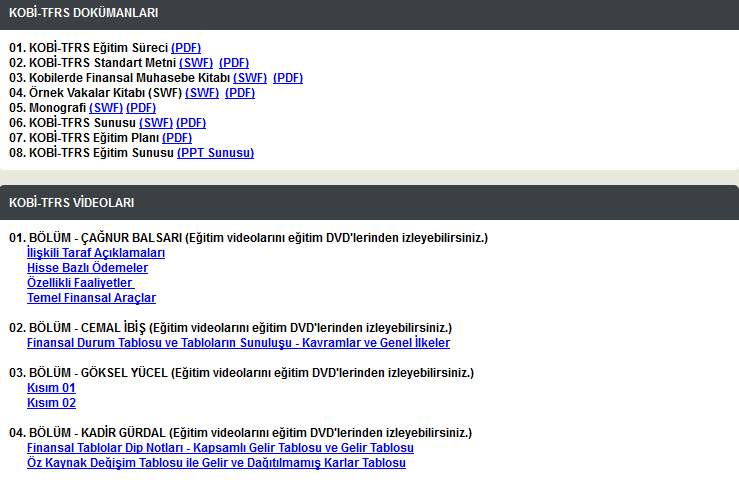 KOBİ-TFRS DOKÜMANLARI
01. KOBİ-TFRS Eğitim Süreci (PDF)
02. KOBİ-TFRS Standart Metni (SWF) (PDF)
03. Kobilerde Finansal Muhasebe Kitabı (SWF) (PDF)
04. Örnek Vakalar Kitabı (SWF) (SWF) (PDF)
05. Monografi (SWF) (PDF)
06. KOBİ-TFRS Sunusu (SWF) (PDF)
07. KOBİ-TFRS Eğitim Planı (PDF)
08. KOBİ-TFRS Eğitim Sunusu (PPT Sunusu)
KOBİ-TFRS VİDEOLARI
01. BÖLÜM - ÇAĞNUR BALSARI (Eğitim videolarını eğitim DVD'lerinden izleyebilirsiniz.)
İlişkili Taraf Açıklamaları
Hisse Bazlı Ödemeler
Özellikli Faaliyetler
Temel Finansal Araçlar
02. BÖLÜM - CEMAL İBİŞ (Eğitim videolarını eğitim DVD'lerinden izleyebilirsiniz.)
Finansal Durum Tablosu ve Tabloların Sunuluşu - Kavramlar ve Genel İlkeler
03. BÖLÜM - GÖKSEL YÜCEL (Eğitim videolarını eğitim DVD'lerinden izleyebilirsiniz.)
Kısım 01
Kısım 02
04. BÖLÜM - KADİR GÜRDAL (Eğitim videolarını eğitim DVD'lerinden izleyebilirsiniz.)
Finansal Tablolar Dip Notları - Kapsamlı Gelir Tablosu ve Gelir Tablosu
Öz Kaynak Değişim Tablosu ile Gelir ve Dağıtılmamış Karlar Tablosu